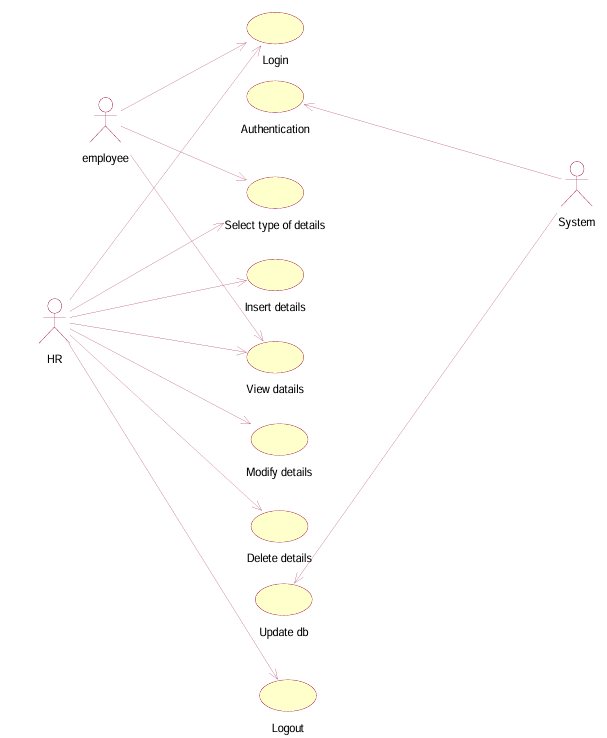 Login
Authentication
employee
System
Select type of details
Insert details
HR
View datails
Modify details
Delete details
Update db
Logout